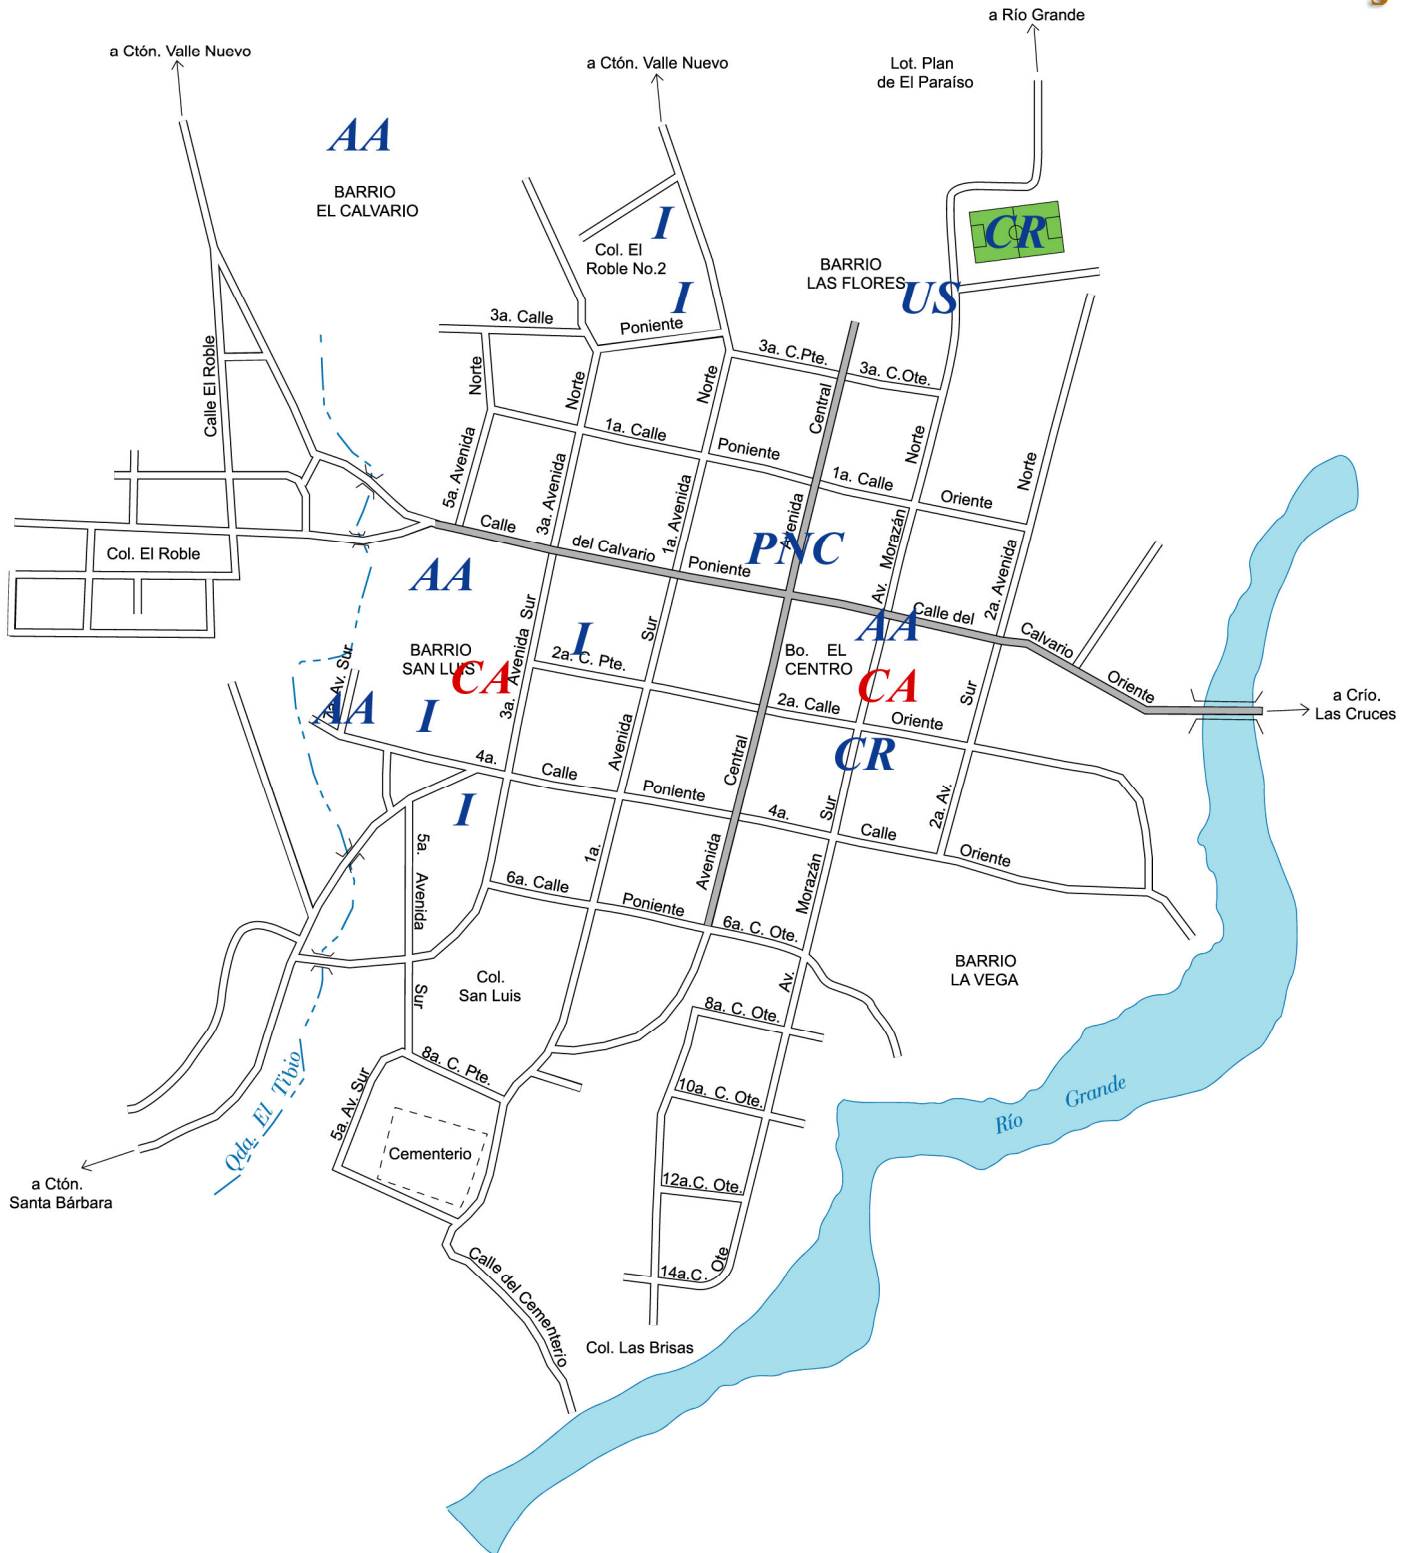 a Río Grande
a Ctón. Valle Nuevo
a Ctón. Valle Nuevo
Lot. Plan
de El Paraíso
AA
BARRIO
EL CALVARIO
I
CR
Col. El
Roble No.2
BARRIO
LAS FLORES
I
US
3a. Calle
Poniente
3a. C.Pte.
3a. C.Ote.
Calle El Roble
Norte
Norte
Norte
Central
Norte
Norte
1a. Calle
Poniente
1a. Calle
Oriente
5a. Avenida
3a. Avenida
1a. Avenida
Avenida
Av. Morazán
2a. Avenida
Calle
del Calvario
Poniente
PNC
Col. El Roble
AA
Calle del
Calvario
Oriente
AA
I
Sur
Sur
BARRIO
SAN LUIS
CA
2a. C. Pte.
Bo. EL
CENTRO
CA
2a. Calle
Oriente
Sur
a Crío.
Las Cruces
7a. Av. Sur
AA
I
3a. Avenida
Avenida
Central
CR
4a.
Calle
Poniente
4a.
Sur
Calle
2a. Av.
Oriente
I
5a. Avenida
Sur
1a.
Avenida
Morazán
6a. Calle
Poniente
6a. C. Ote.
BARRIO
LA VEGA
Col.
San Luis
Av.
8a. C. Ote.
Qda. El Tibio
8a. C. Pte.
5a. Av. Sur
10a. C. Ote.
Río Grande
Cementerio
a Ctón.
Santa Bárbara
12a.C. Ote.
14a.C. Ote
Calle del Cementerio
Col. Las Brisas